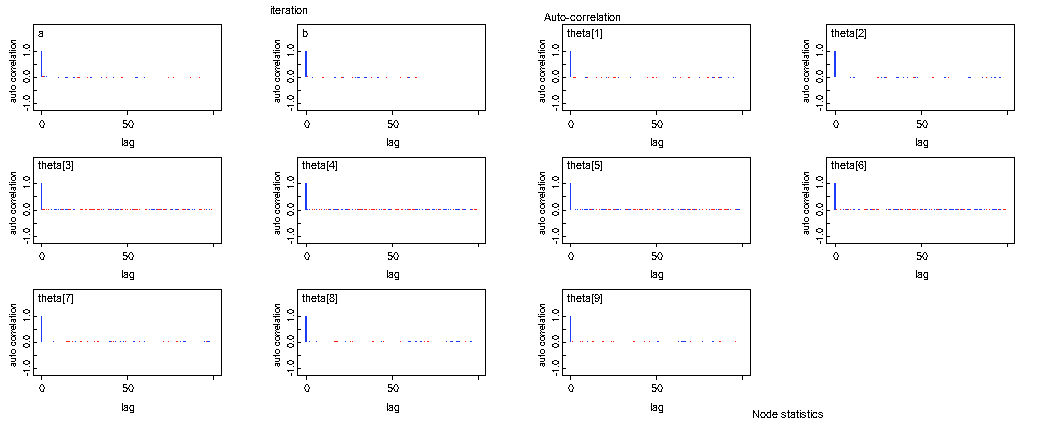 iteration
Auto-correlation
a
auto correlation
-1.0 0.0 1.0
0 50
lag
b
auto correlation
-1.0 0.0 1.0
0 50
lag
theta[1]
auto correlation
-1.0 0.0 1.0
0 50
lag
theta[2]
auto correlation
-1.0 0.0 1.0
0 50
lag
theta[3]
auto correlation
-1.0 0.0 1.0
0 50
lag
theta[4]
auto correlation
-1.0 0.0 1.0
0 50
lag
theta[5]
auto correlation
-1.0 0.0 1.0
0 50
lag
theta[6]
auto correlation
-1.0 0.0 1.0
0 50
lag
theta[7]
auto correlation
-1.0 0.0 1.0
0 50
lag
theta[8]
auto correlation
-1.0 0.0 1.0
0 50
lag
theta[9]
auto correlation
-1.0 0.0 1.0
0 50
lag
Node statistics